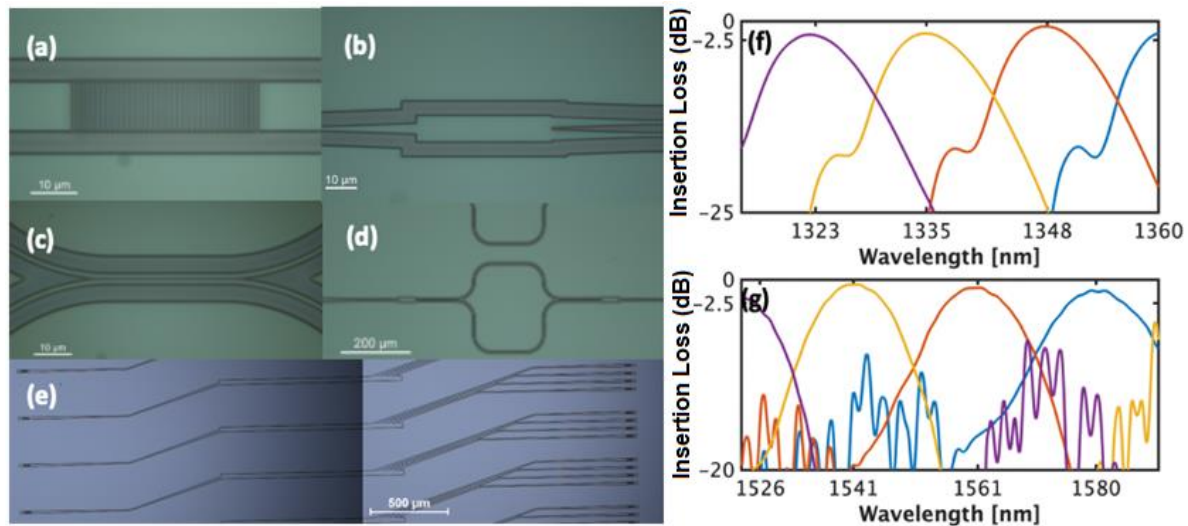 (a)
10 µm
(b)
10 µm
(c)
10 µm
(d)
200 µm
(e)
500 µm
(f)
Insertion Loss (dB)
0
-2.5
-25
1323
1335
1348
1360
Wavelength [nm]
(g)
Insertion Loss (dB)
0
-2.5
-20
1526
1541
1561
1580
Wavelength [nm]